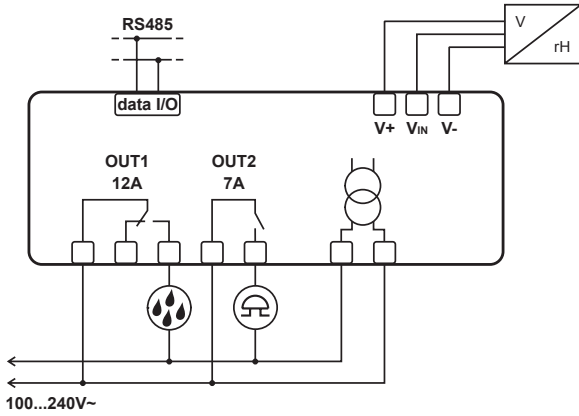 RS485
V
rH
data I/O
V+ VIN V-
OUT1 OUT2
12A 7A
100...240V~